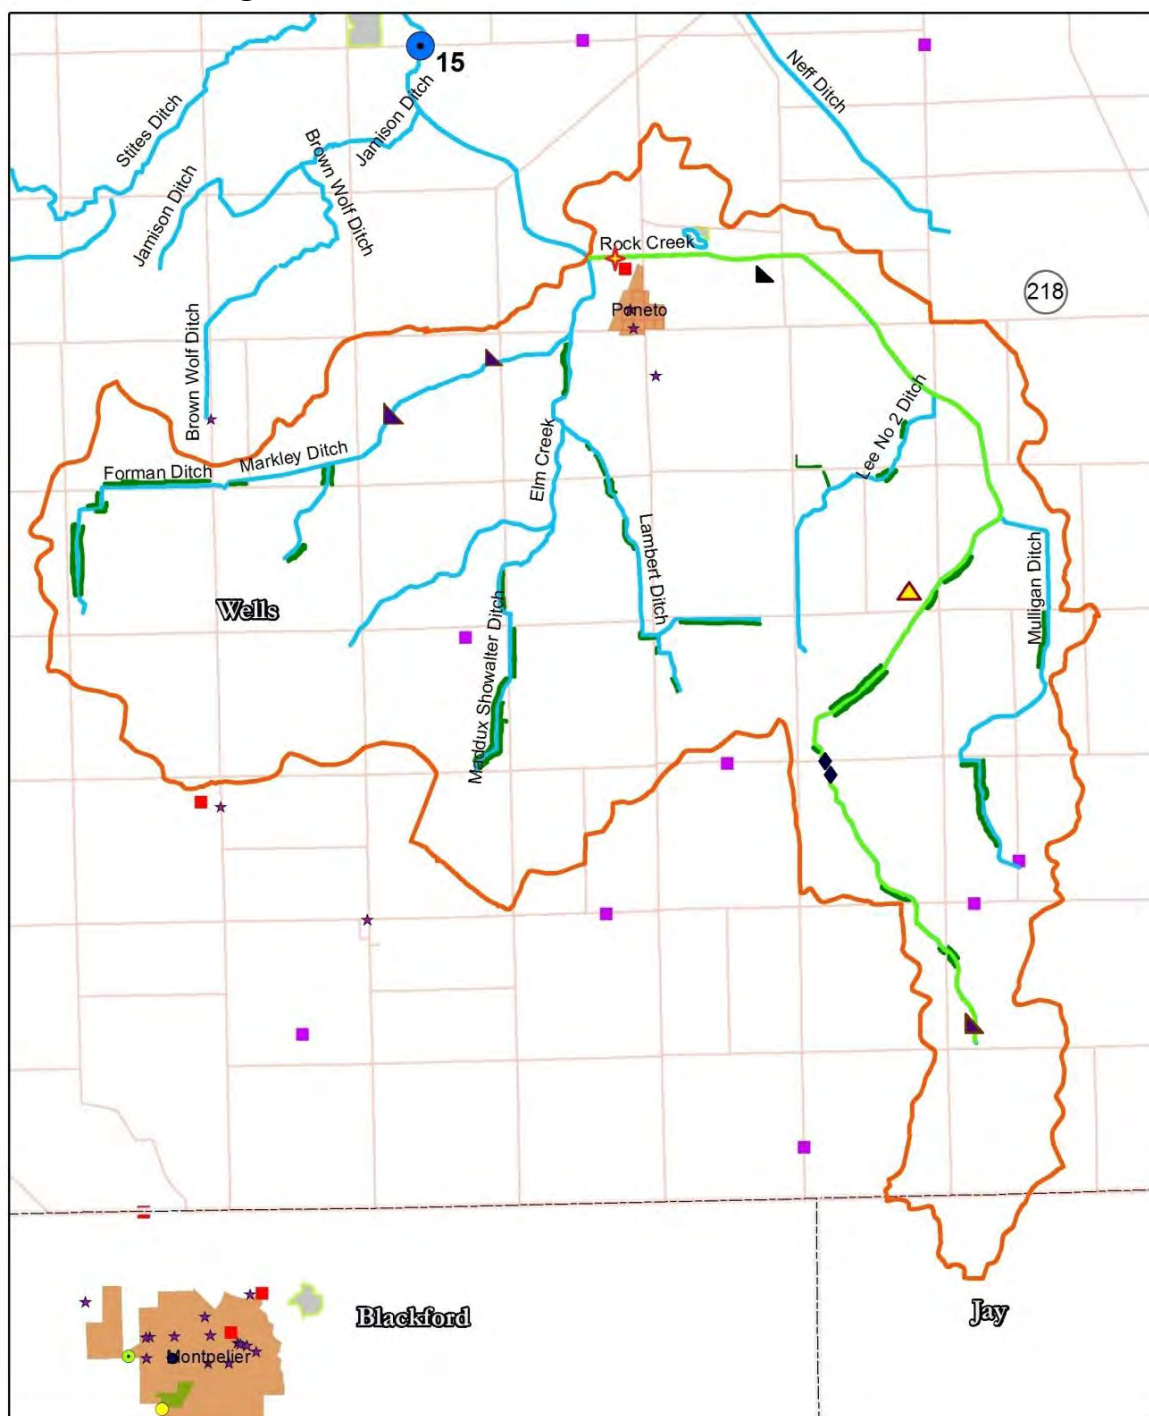 15
Neff Ditch
Stites Ditch
Jamison Ditch
Brown Wolf Ditch
Jamison Ditch
Rock Creek
218
Poneto
Brown Wolf Ditch
Lee No 2 Ditch
Markley Ditch
Forman Ditch
Elm Creek
Lambert Ditch
Mulligan Ditch
Wells
Maddux Showalter Ditch
Blackford
Jay
Montpelier